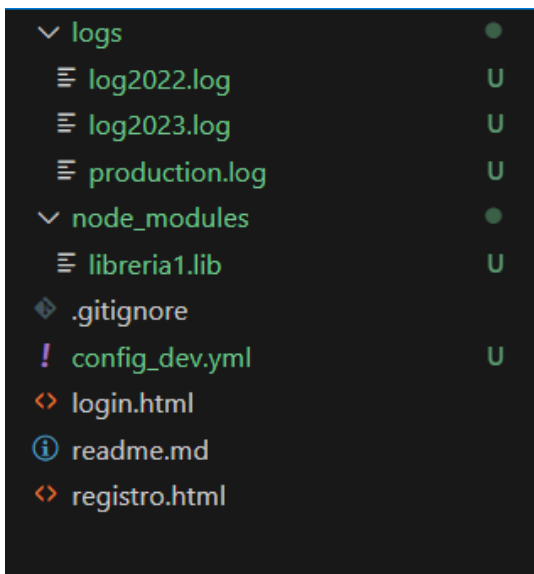 logs
log2022.log U
log2023.log U
production.log U
node_modules
libreria1.lib U
.gitignore
! config_dev.yml U
<> login.html
readme.md
<> registro.html